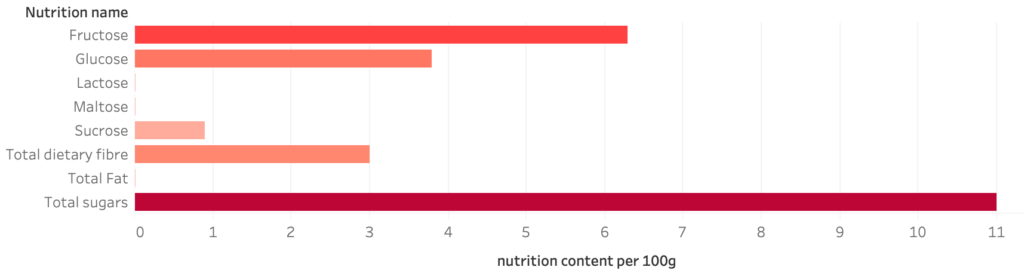 Nutrition name
Fructose
Glucose
Lactose
Maltose
Sucrose
Total dietary fibre
Total Fat
Total sugars
0 1 2 3 4 5 6 7 8 9 10 11
nutrition content per 100g